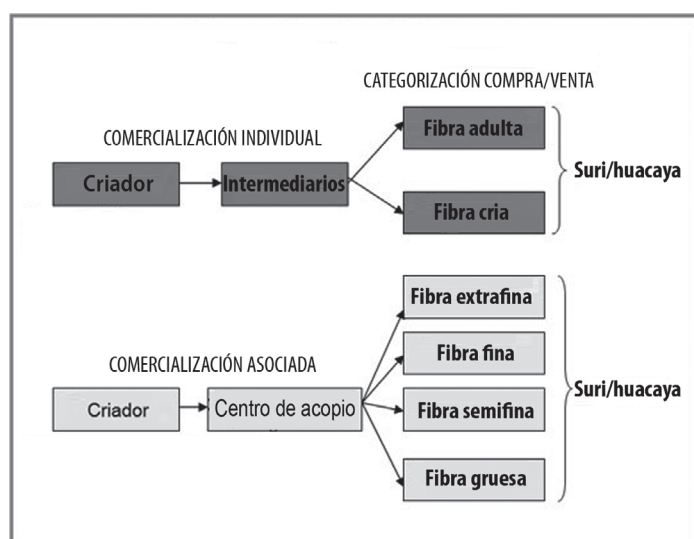 CATEGORIZACIÓN COMPRA/VENTA
COMERCIALIZACIÓN INDIVIDUAL
Criador
Intermediarios
Fibra adulta
Fibra cria
Suri/huacaya
COMERCIALIZACIÓN ASOCIADA
Criador
Centro de acopio
Fibra extrafina
Fibra fina
Fibra semifina
Fibra gruesa
Suri/huacaya